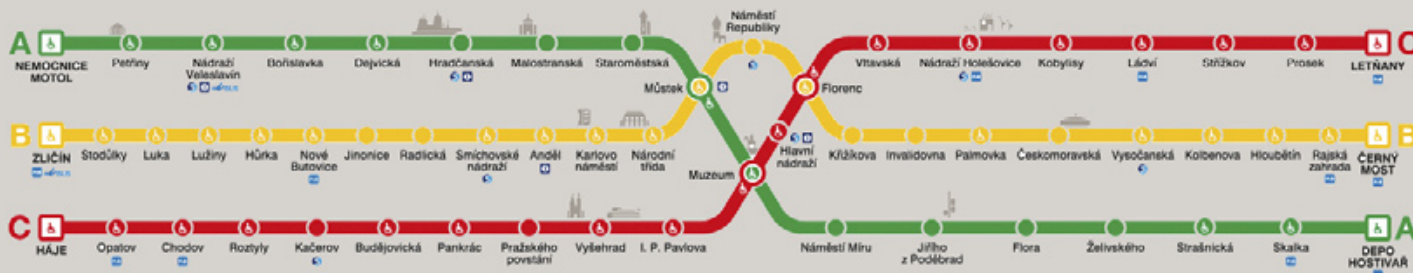 A
NEMOCNICE
MOTOL
Petřiny
Nádraží
Veleslavín
Bořislavka
Dejvická
Hradčanská
Malostranská
Staroměstská
Můstek
Náměstí
Republiky
Florenc
Vltavská
Nádraží Holešovice
Kobylisy
Ládví
Střížkov
Prosek
LETŇANY
C
B
ZLIČÍN
Stodůlky
Luka
Lužiny
Hůrka
Nové
Butovice
Jinonice
Radlická
Smíchovské
nádraží
Anděl
Karlovo
náměstí
Národní
třída
Hlavní
nádraží
Křižíkova
Invalidovna
Palmovka
Českomoravská
Vysočanská
Kolbenova
Hloubětín
Rajská
zahrada
ČERNÝ
MOST
B
C
HÁJE
Opatov
Chodov
Roztyly
Kačerov
Budějovická
Pankrác
Pražského
povstání
Vyšehrad
I. P. Pavlova
Muzeum
Náměstí Míru
Jiřího
z Poděbrad
Flora
Želivského
Strašnická
Skalka
DEPO
HOSTIVAŘ
A